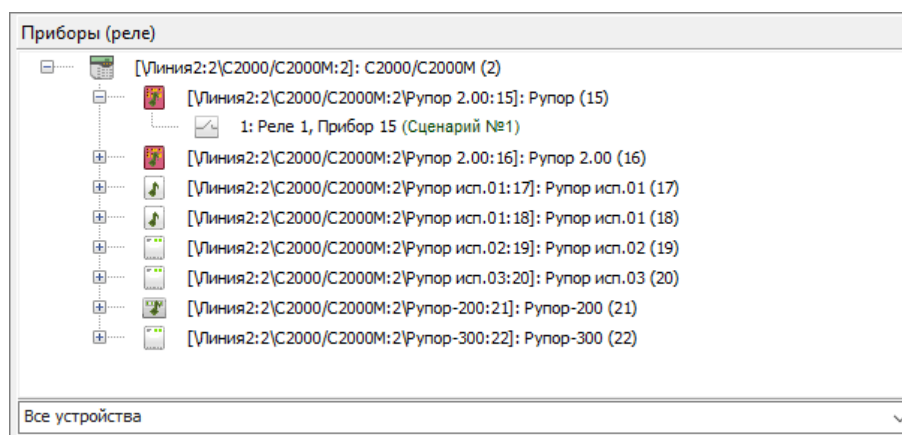 Приборы (реле)
[\Линия2:2\С2000/С2000М:2]: С2000/С2000М (2)
[\Линия2:2\С2000/С2000М:2\Рупор 2.00:15]: Рупор (15)
1: Реле 1, Прибор 15 (Сценарий №1)
[\Линия2:2\С2000/С2000М:2\Рупор 2.00:16]: Рупор 2.00 (16)
[\Линия2:2\С2000/С2000М:2\Рупор исп.01:17]: Рупор исп.01 (17)
[\Линия2:2\С2000/С2000М:2\Рупор исп.01:18]: Рупор исп.01 (18)
[\Линия2:2\С2000/С2000М:2\Рупор исп.02:19]: Рупор исп.02 (19)
[\Линия2:2\С2000/С2000М:2\Рупор исп.03:20]: Рупор исп.03 (20)
[\Линия2:2\С2000/С2000М:2\Рупор-200:21]: Рупор-200 (21)
[\Линия2:2\С2000/С2000М:2\Рупор-300:22]: Рупор-300 (22)
Все устройства